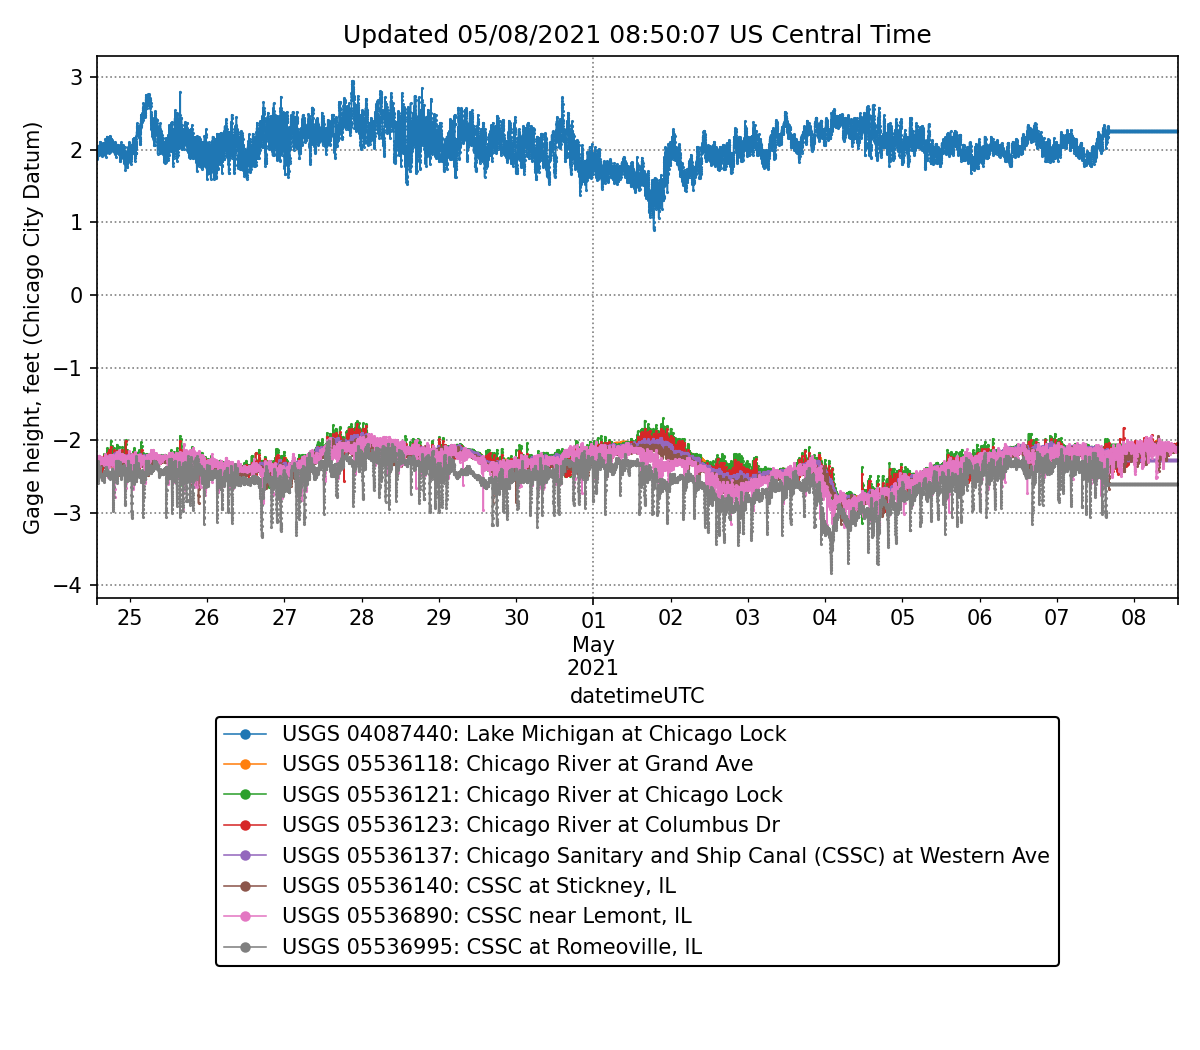 Updated 05/08/2021 08:50:07 US Central Time
Gage height, feet (Chicago City Datum)
3
2
1
0
−1
−2
−3
−4
25 26 27 28 29 30 01 02 03 04 05 06 07 08
May
2021
datetimeUTC
USGS 04087440: Lake Michigan at Chicago Lock
USGS 05536118: Chicago River at Grand Ave
USGS 05536121: Chicago River at Chicago Lock
USGS 05536123: Chicago River at Columbus Dr
USGS 05536137: Chicago Sanitary and Ship Canal (CSSC) at Western Ave
USGS 05536140: CSSC at Stickney, IL
USGS 05536890: CSSC near Lemont, IL
USGS 05536995: CSSC at Romeoville, IL